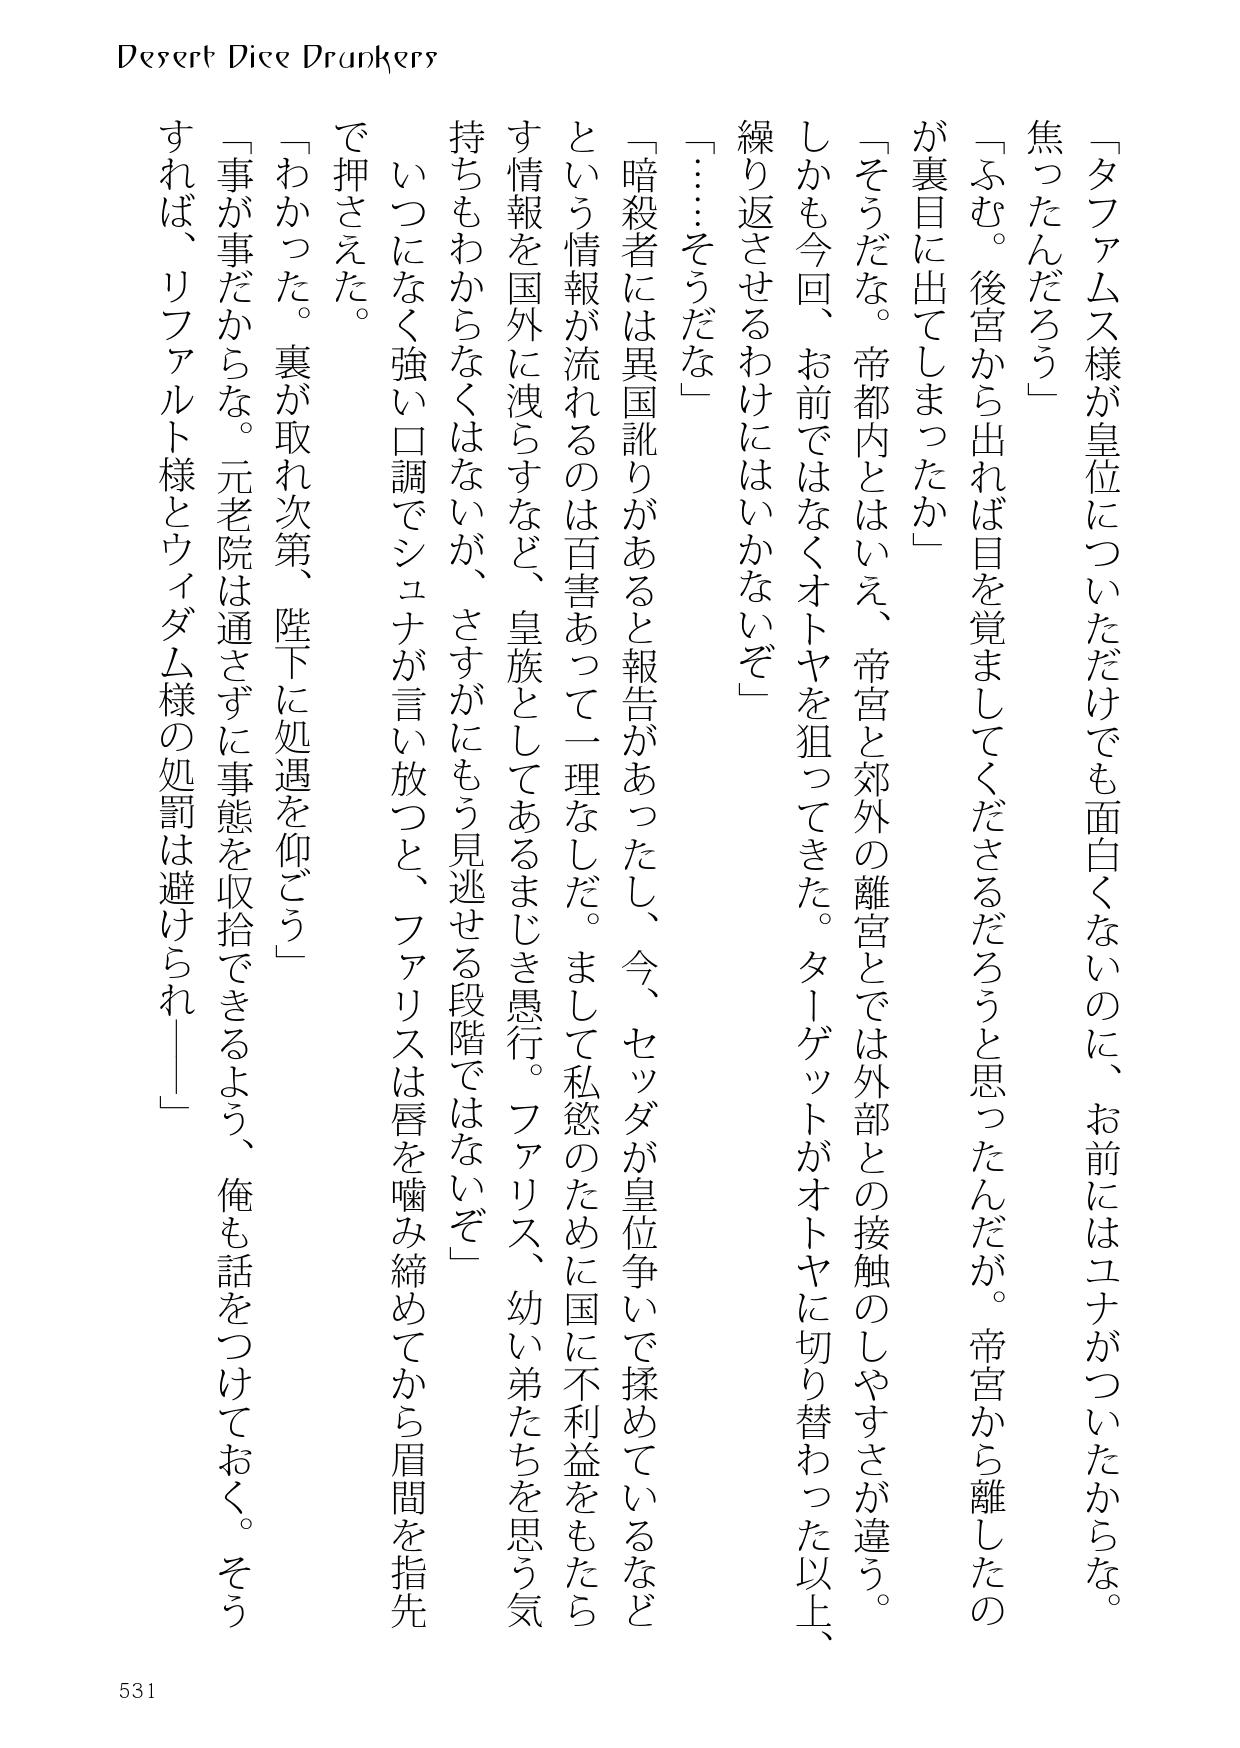 Desert Dice Drunkers
「タファムス様が皇位についただけでも面白くないのに、お前にはユナがついたからな。
焦ったんだろう」
「ふむ。後宮から出れば目を覚ましてくださるだろうと思ったんだが。帝宮から離したの
が裏目に出てしまったか」
「そうだな。帝都内とはいえ、帝宮と郊外の離宮とでは外部との接触のしやすさが違う。
しかも今回、お前ではなくオトヤを狙ってきた。ターゲットがオトヤに切り替わった以上、
繰り返させるわけにはいかないぞ」
「……そうだな」
「暗殺者には異国訛りがあると報告があったし、今、セッダが皇位争いで揉めているなど
という情報が流れるのは百害あって一理なしだ。まして私慾のために国に不利益をもたら
す情報を国外に洩らすなど、皇族としてあるまじき愚行。ファリス、幼い弟たちを思う気
持ちもわからなくはないが、さすがにもう見逃せる段階ではないぞ」
　いつになく強い口調でシュナが言い放つと、ファリスは唇を噛み締めてから眉間を指先
で押さえた。
「わかった。裏が取れ次第、陛下に処遇を仰ごう」
「事が事だからな。元老院は通さずに事態を収拾できるよう、俺も話をつけておく。そう
すれば、リファルト様とウィダム様の処罰は避けられ――」
531